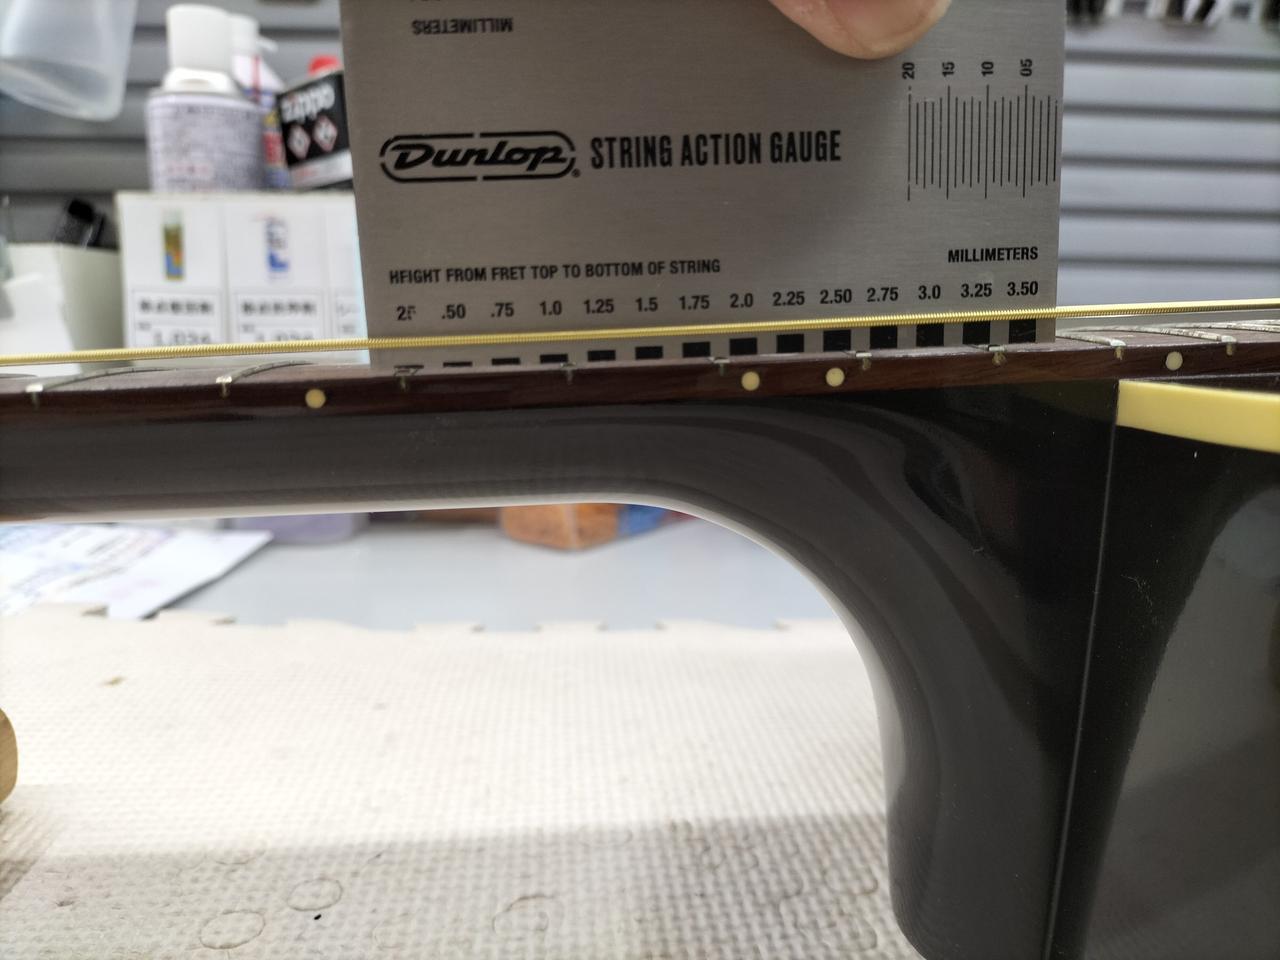 MILLIMETERS
20 15 10 05
Dunlop® STRING ACTION GAUGE
MILLIMETERS
HEIGHT FROM FRET TOP TO BOTTOM OF STRING
.50 .75 1.0 1.25 1.5 1.75 2.0 2.25 2.50 2.75 3.0 3.25 3.50